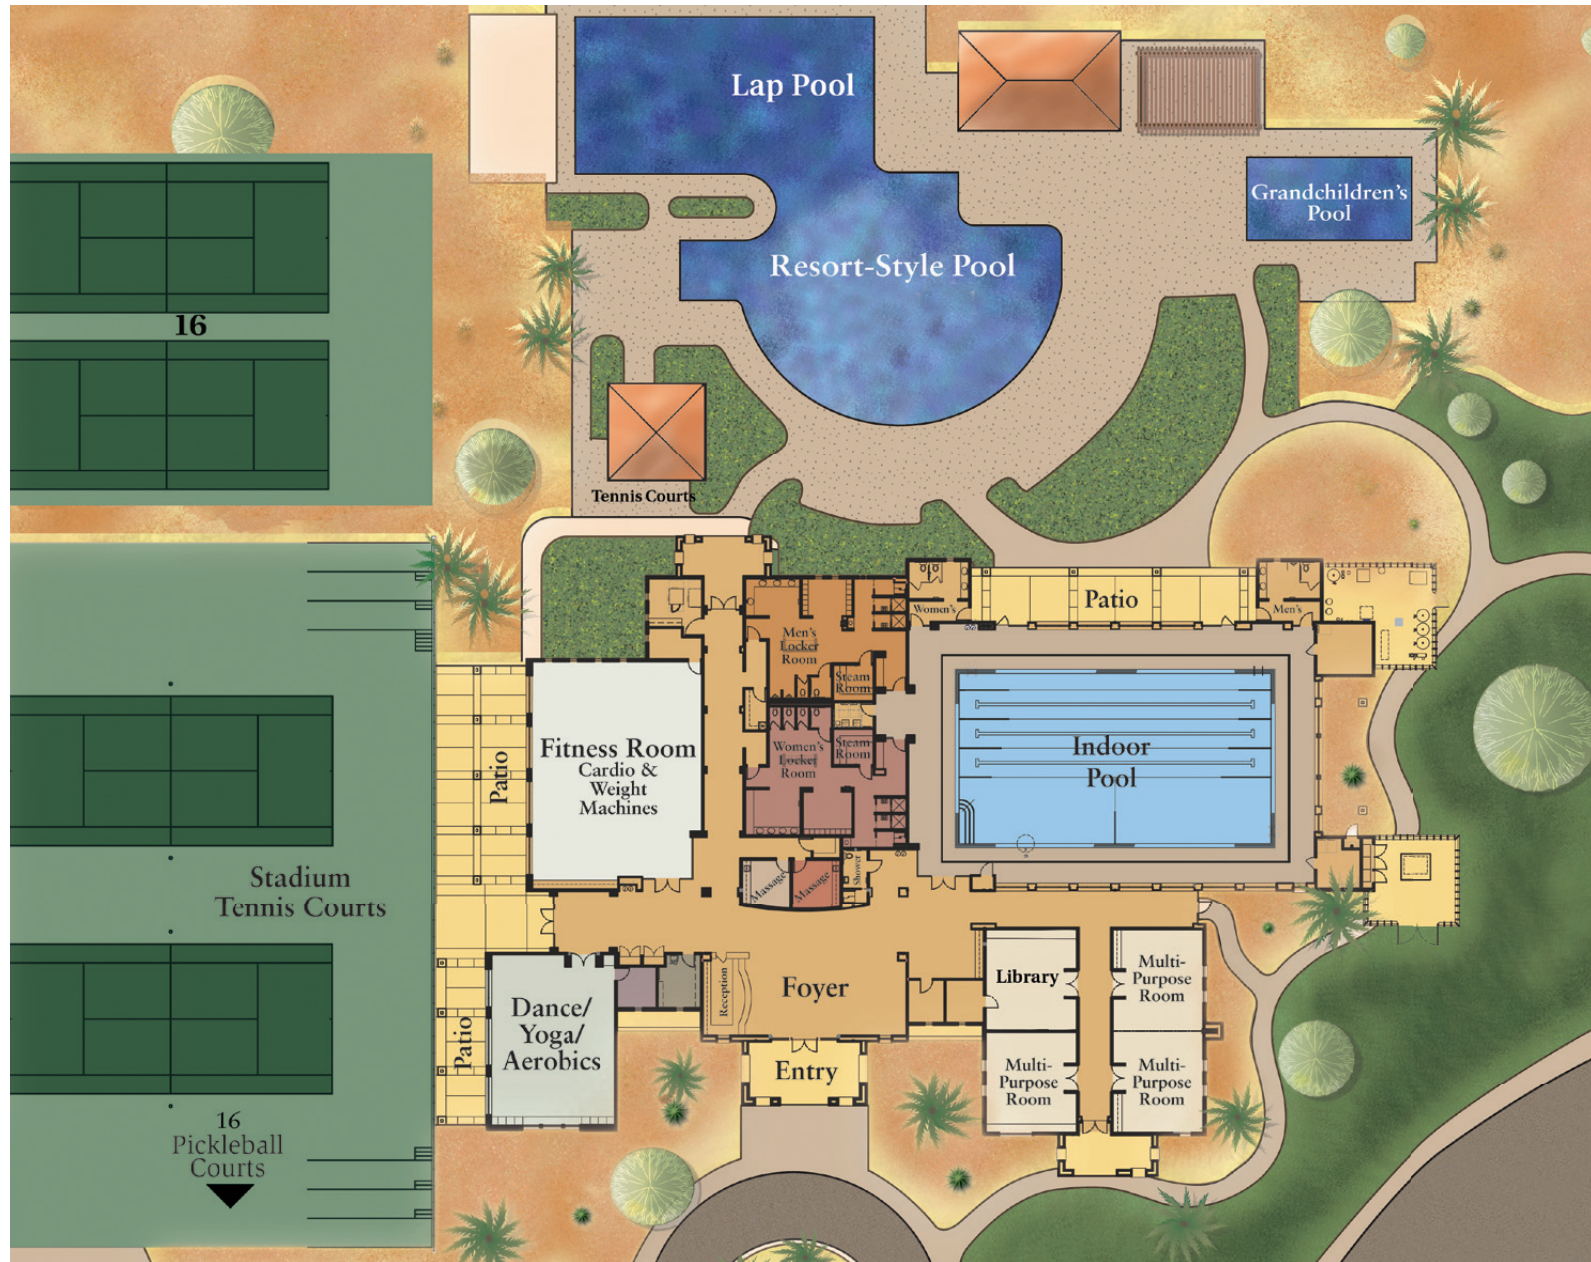 Lap Pool
Grandchildren's
Pool
Resort-Style Pool
16
Tennis Courts
Women's
Patio
Men's
Men's
Locker
Room
Steam
Room
Fitness Room
Cardio &
Weight
Machines
Patio
Women's
Locker
Room
Steam
Room
Indoor
Pool
Massage
Massage
Shower
Stadium
Tennis Courts
Dance/
Yoga/
Aerobics
Patio
Reception
Foyer
Library
Multi-
Purpose
Room
Entry
Multi-
Purpose
Room
Multi-
Purpose
Room
16
Pickleball
Courts